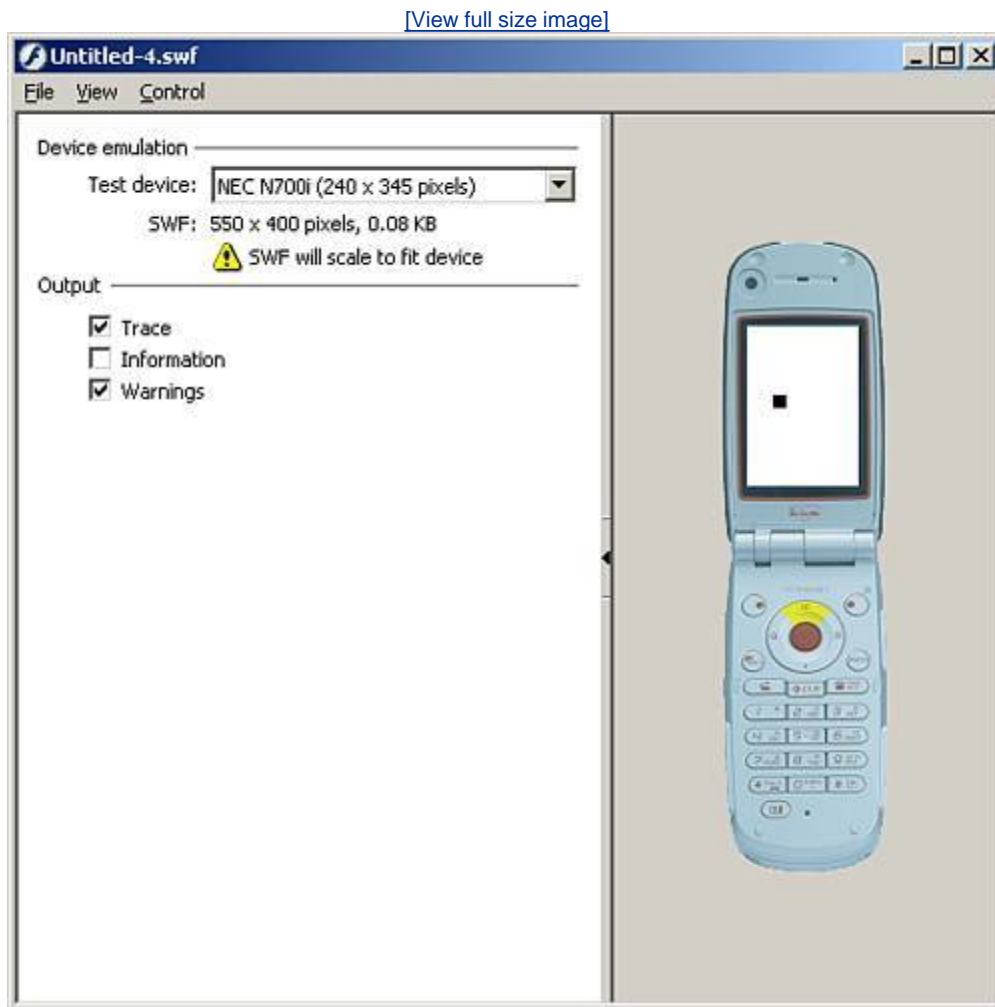 [View full size image]
Untitled-4.swf
File View Control
Device emulation
Test device: NEC N700i (240 x 345 pixels)
SWF: 550 x 400 pixels, 0.08 KB
SWF will scale to fit device
Output
Trace
Information
Warnings